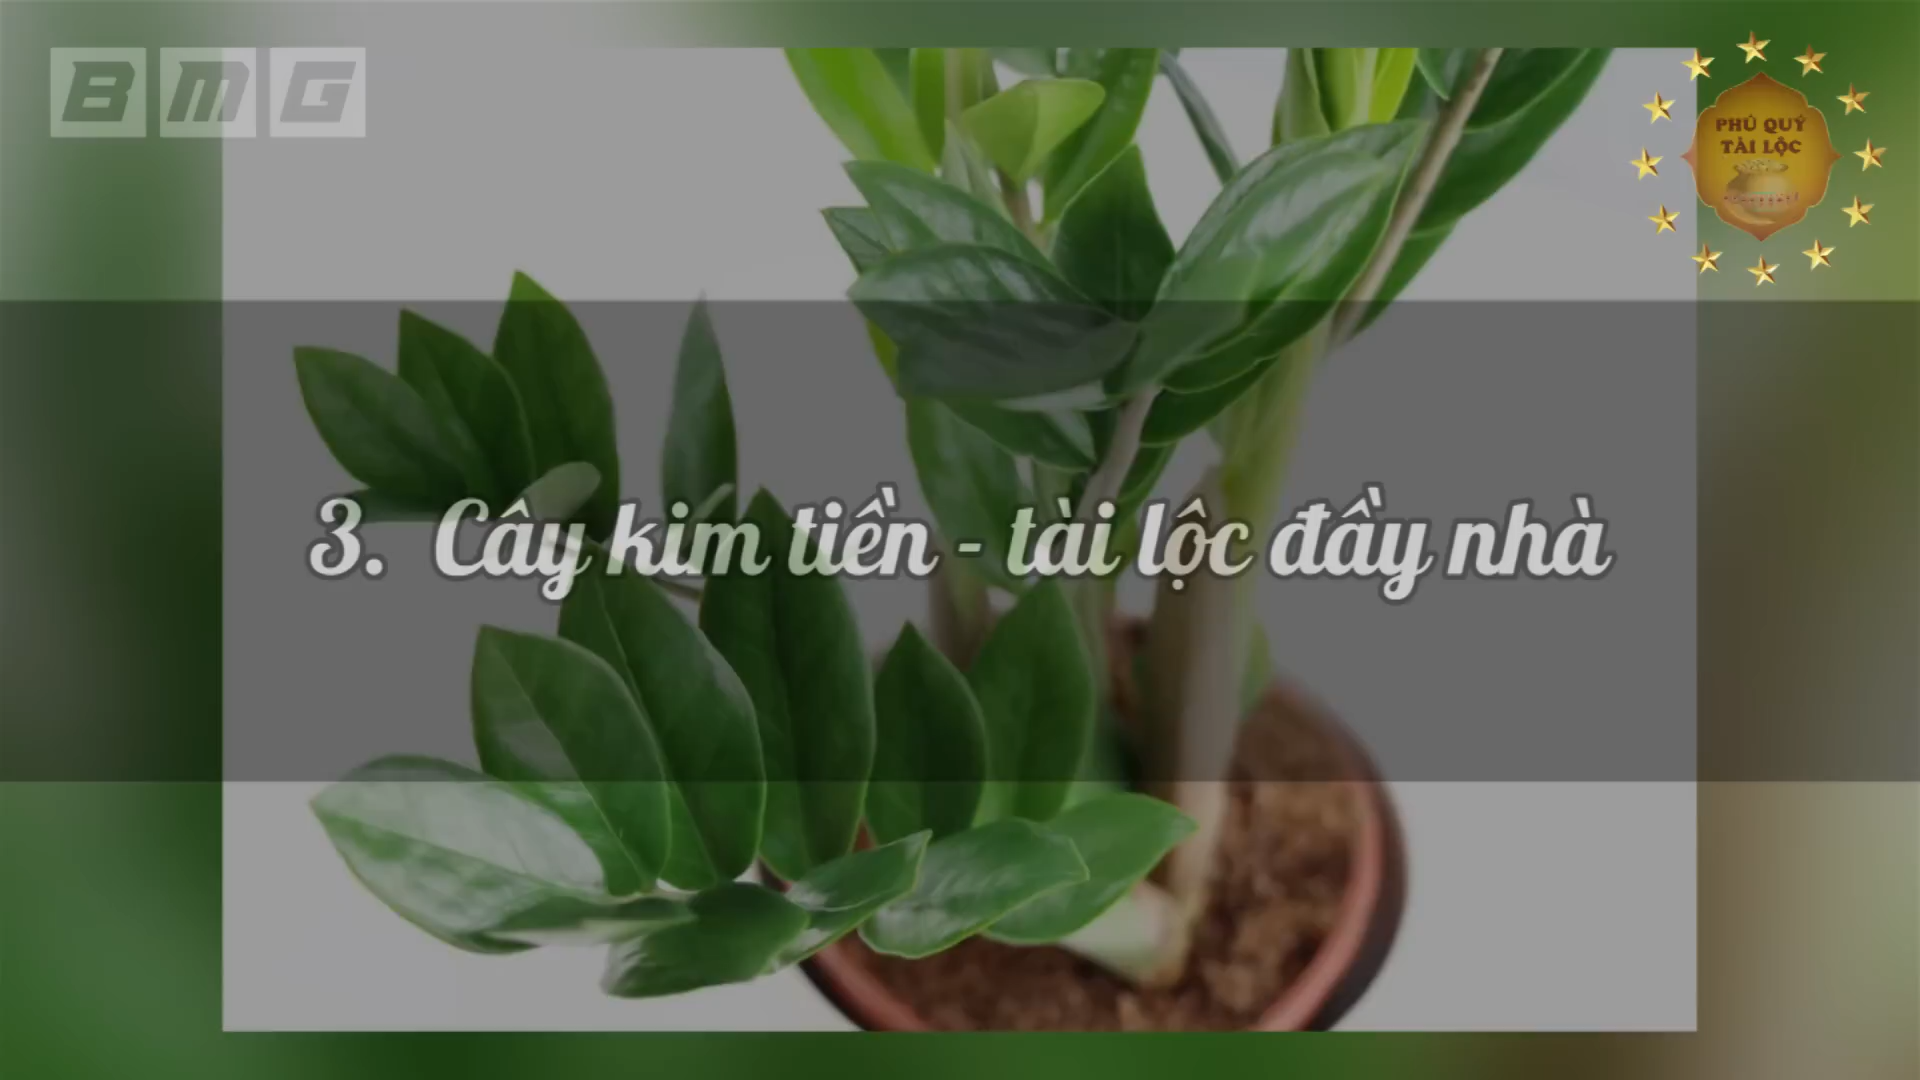 BMG
PHÚ QUÝ
TÀI LỘC
3. Cây kim tiền - tài lộc đầy nhà